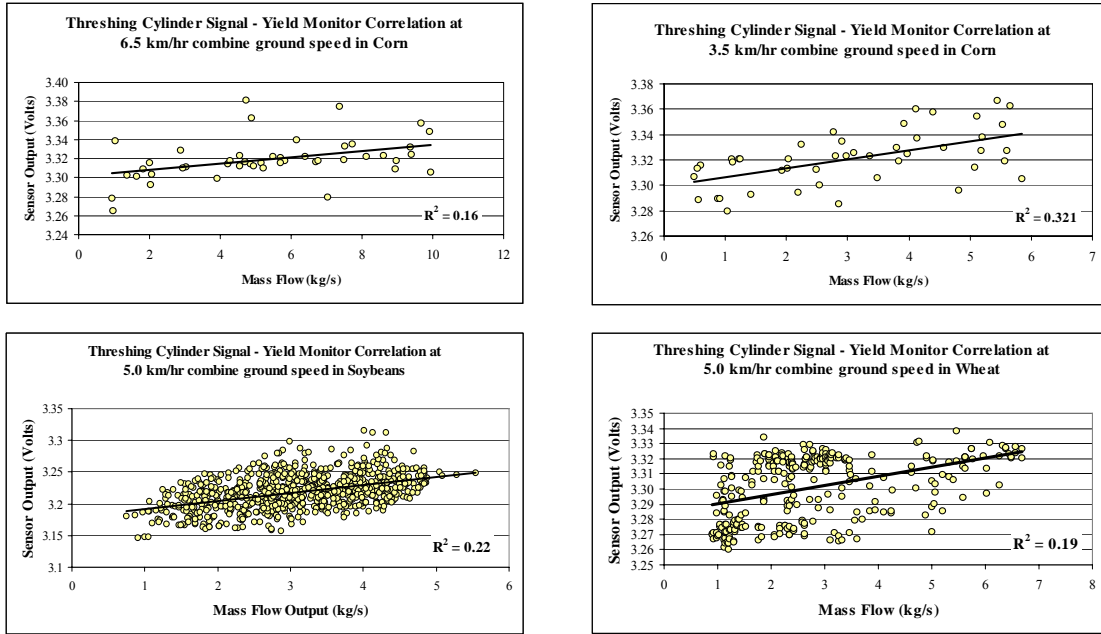 Threshing Cylinder Signal - Yield Monitor Correlation at
6.5 km/hr combine ground speed in Corn
Sensor Output (Volts)
3.40
3.38
3.36
3.34
3.32
3.30
3.28
3.26
3.24
R² = 0.16
0 2 4 6 8 10 12
Mass Flow (kg/s)
Threshing Cylinder Signal - Yield Monitor Correlation at
3.5 km/hr combine ground speed in Corn
Sensor Output (Volts)
3.38
3.36
3.34
3.32
3.30
3.28
3.26
R² = 0.321
0 1 2 3 4 5 6 7
Mass Flow (kg/s)
Threshing Cylinder Signal - Yield Monitor Correlation at
5.0 km/hr combine ground speed in Soybeans
Sensor Output (Volts)
3.35
3.3
3.25
3.2
3.15
3.1
R² = 0.22
0 1 2 3 4 5 6
Mass Flow Output (kg/s)
Threshing Cylinder Signal - Yield Monitor Correlation at
5.0 km/hr combine ground speed in Wheat
Sensor Output (Volts)
3.35
3.34
3.33
3.32
3.31
3.30
3.29
3.28
3.27
3.26
3.25
R² = 0.19
0 1 2 3 4 5 6 7 8
Mass Flow (kg/s)